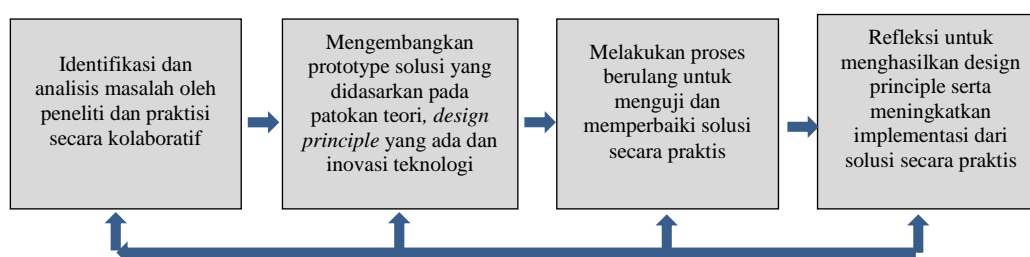 Identifikasi dan
analisis masalah oleh
peneliti dan praktisi
secara kolaboratif
Mengembangkan
prototype solusi yang
didasarkan pada
patokan teori, design
principle yang ada dan
inovasi teknologi
Melakukan proses
berulang untuk
menguji dan
memperbaiki solusi
secara praktis
Refleksi untuk
menghasilkan design
principle serta
meningkatkan
implementasi dari
solusi secara praktis